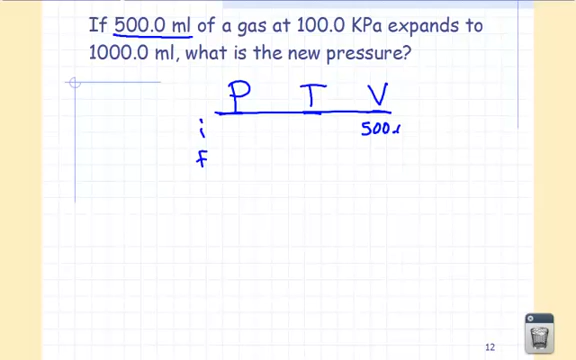 If 500.0 ml of a gas at 100.0 KPa expands to
1000.0 ml, what is the new pressure?
P T V
i 500.
f
12